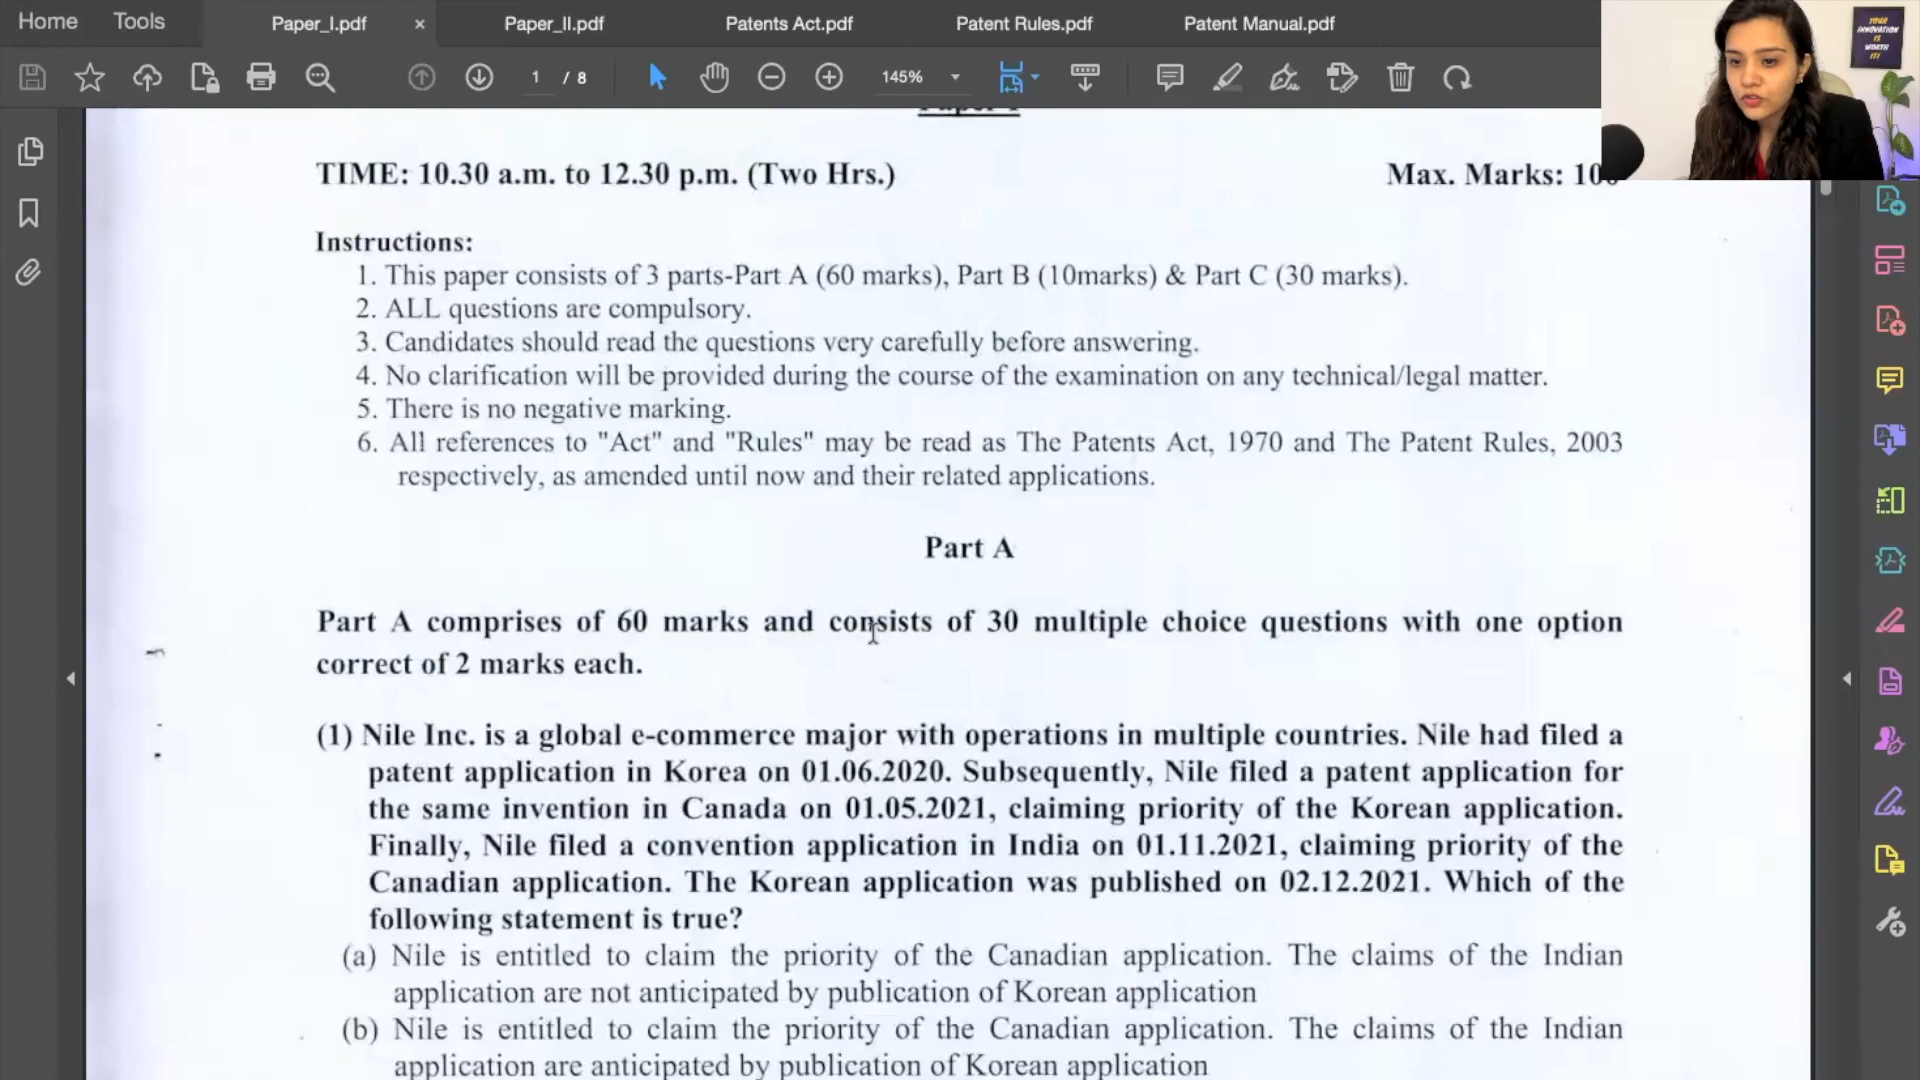 Home Tools Paper_I.pdf × Paper_II.pdf Patents Act.pdf Patent Rules.pdf Patent Manual.pdf
1 / 8 145%
YOUR
INNOVATION
IS
WORTH
IT!
TIME: 10.30 a.m. to 12.30 p.m. (Two Hrs.) Max. Marks: 100
Instructions:
1. This paper consists of 3 parts-Part A (60 marks), Part B (10marks) & Part C (30 marks).
2. ALL questions are compulsory.
3. Candidates should read the questions very carefully before answering.
4. No clarification will be provided during the course of the examination on any technical/legal matter.
5. There is no negative marking.
6. All references to "Act" and "Rules" may be read as The Patents Act, 1970 and The Patent Rules, 2003
respectively, as amended until now and their related applications.
Part A
Part A comprises of 60 marks and consists of 30 multiple choice questions with one option
correct of 2 marks each.
(1) Nile Inc. is a global e-commerce major with operations in multiple countries. Nile had filed a
patent application in Korea on 01.06.2020. Subsequently, Nile filed a patent application for
the same invention in Canada on 01.05.2021, claiming priority of the Korean application.
Finally, Nile filed a convention application in India on 01.11.2021, claiming priority of the
Canadian application. The Korean application was published on 02.12.2021. Which of the
following statement is true?
(a) Nile is entitled to claim the priority of the Canadian application. The claims of the Indian
application are not anticipated by publication of Korean application
(b) Nile is entitled to claim the priority of the Canadian application. The claims of the Indian
application are anticipated by publication of Korean application